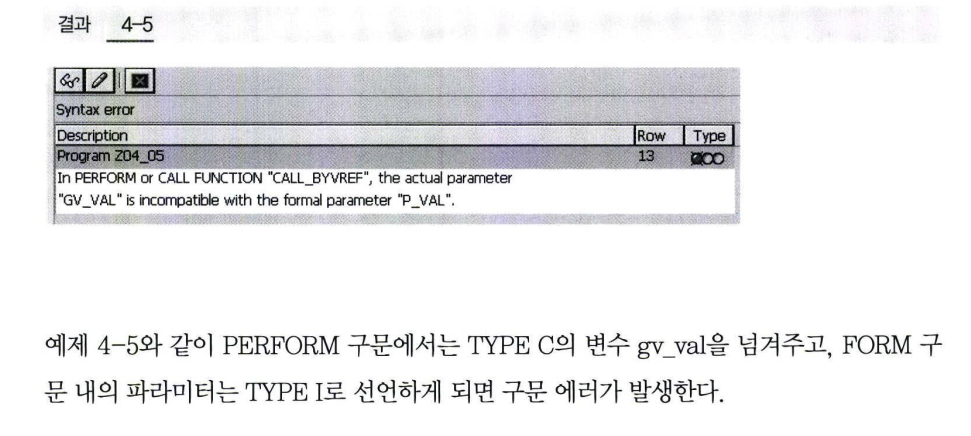 결과 4-5
Syntax error
Description Row Type
Program Z04_05 13
In PERFORM or CALL FUNCTION "CALL_BYVREF", the actual parameter
"GV_VAL" is incompatible with the formal parameter "P_VAL".
예제 4-5와 같이 PERFORM 구문에서는 TYPE C의 변수 gv_val을 넘겨주고, FORM 구
문 내의 파라미터는 TYPE I로 선언하게 되면 구문 에러가 발생한다.